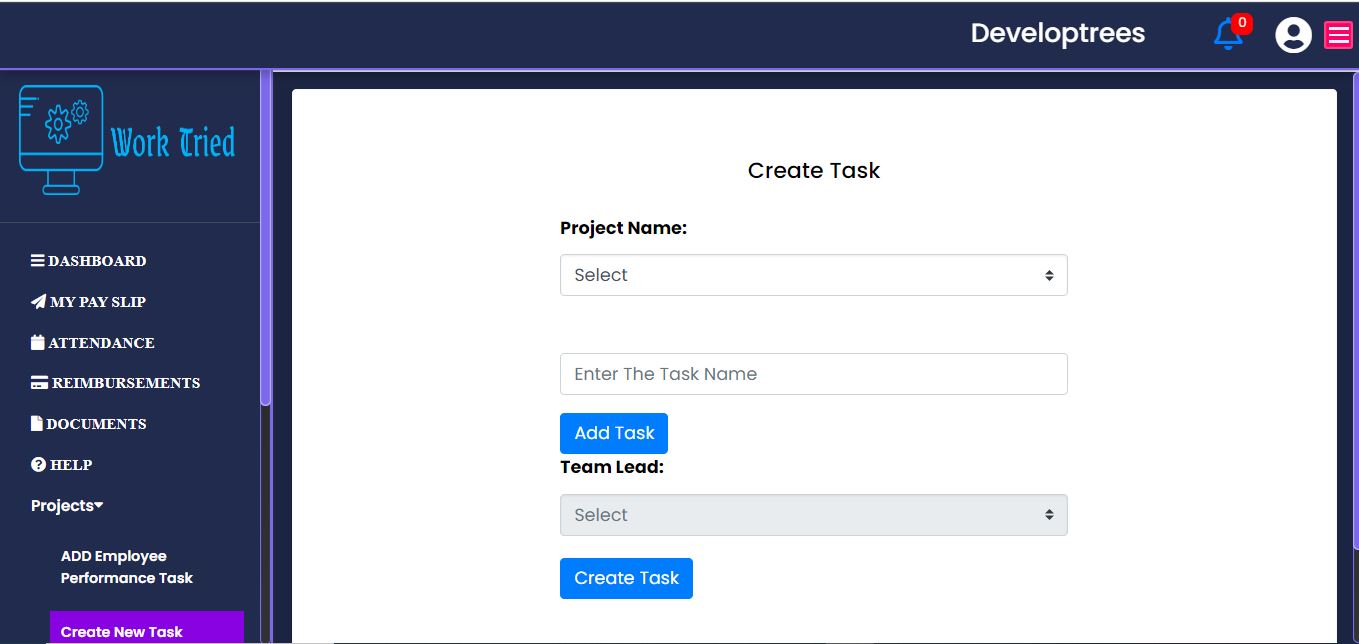 Developtrees
0
Work Tried
DASHBOARD
MY PAY SLIP
ATTENDANCE
REIMBURSEMENTS
DOCUMENTS
HELP
Projects
ADD Employee
Performance Task
Create New Task
Create Task
Project Name:
Select
Enter The Task Name
Add Task
Team Lead:
Select
Create Task